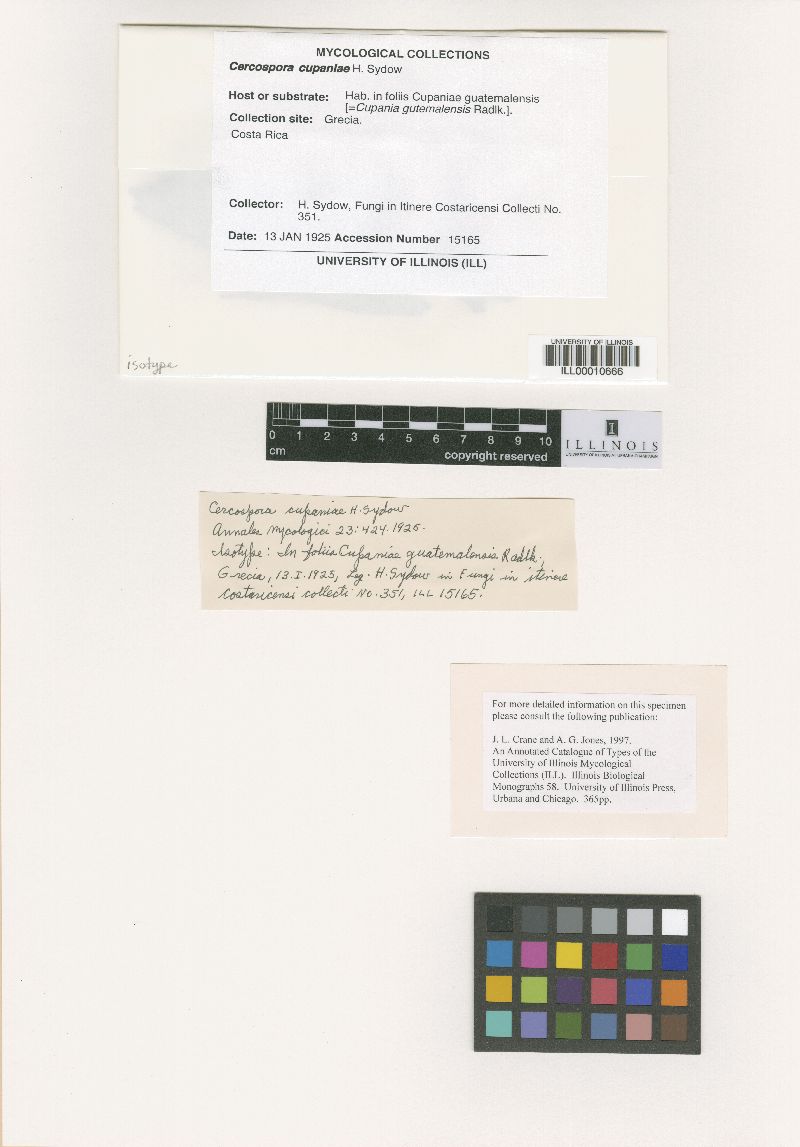 MYCOLOGICAL COLLECTIONS
Cercospora cupaniae H. Sydow
Host or substrate: Hab. in foliis Cupaniae guatemalensis
[=Cupania gutemalensis Radlk.].
Collection site: Grecia.
Costa Rica
Collector: H. Sydow, Fungi in Itinere Costaricensi Collecti No.
351.
Date: 13 JAN 1925 Accession Number 15165
UNIVERSITY OF ILLINOIS (ILL)
isotype
UNIVERSITY OF ILLINOIS
ILL00010666
0 1 2 3 4 5 6 7 8 9 10
cm
copyright reserved
I
ILLINOIS
UNIVERSITY OF ILLINOIS AT URBANA-CHAMPAIGN
Cercospora cupaniae H. Sydow
Annales Mycologici 23:424.1925.
Isotype: In foliis Cupaniae guatemalensis Radlk.,
Grecia, 13.I.1925, Leg. H. Sydow in Fungi in itinere
Costaricensi collecti No. 351, ILL 15165.
For more detailed information on this specimen
please consult the following publication:
J. L. Crane and A. G. Jones, 1997.
An Annotated Catalogue of Types of the
University of Illinois Mycological
Collections (ILL). Illinois Biological
Monographs 58. University of Illinois Press,
Urbana and Chicago. 365pp.